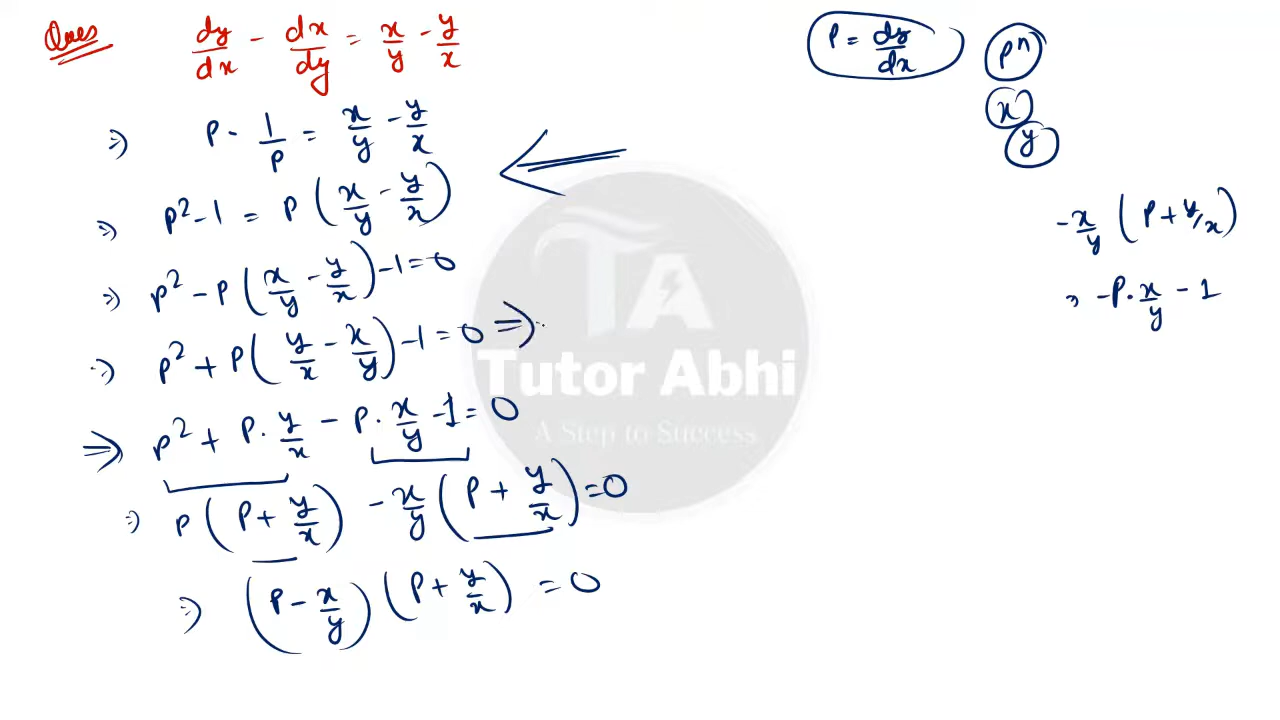 Ques dy/dx - dx/dy = x/y - y/x
⇒ P - 1/P = x/y - y/x
⇒ P² - 1 = P (x/y - y/x)
⇒ P² - P (x/y - y/x) - 1 = 0
⇒ P² + P (y/x - x/y) - 1 = 0 ⇒
⇒ P² + P · y/x - P · x/y - 1 = 0
⇒ P (P + y/x) - x/y (P + y/x) = 0
⇒ (P - x/y) (P + y/x) = 0
P = dy/dx
Pⁿ
x
y
-x/y (P + y/x)
⇒ -P · x/y - 1
TA
Tutor Abhi
A Step to Success